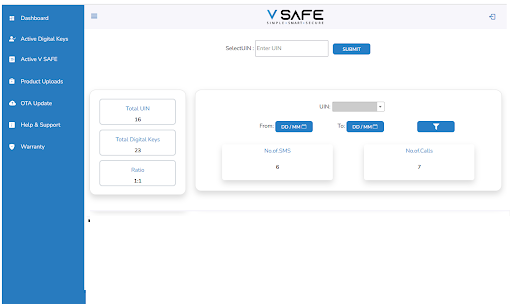 Dashboard
Active Digital Keys
Active V SAFE
Product Uploads
OTA Update
Help & Support
Warranty
V SAFE
SIMPLE·SMART·SECURE
SelectUIN : Enter UIN SUBMIT
Total UIN
16
Total Digital Keys
23
Ratio
1:1
UIN
From: DD / MM To: DD / MM
No.of.SMS
6
No.of.Calls
7